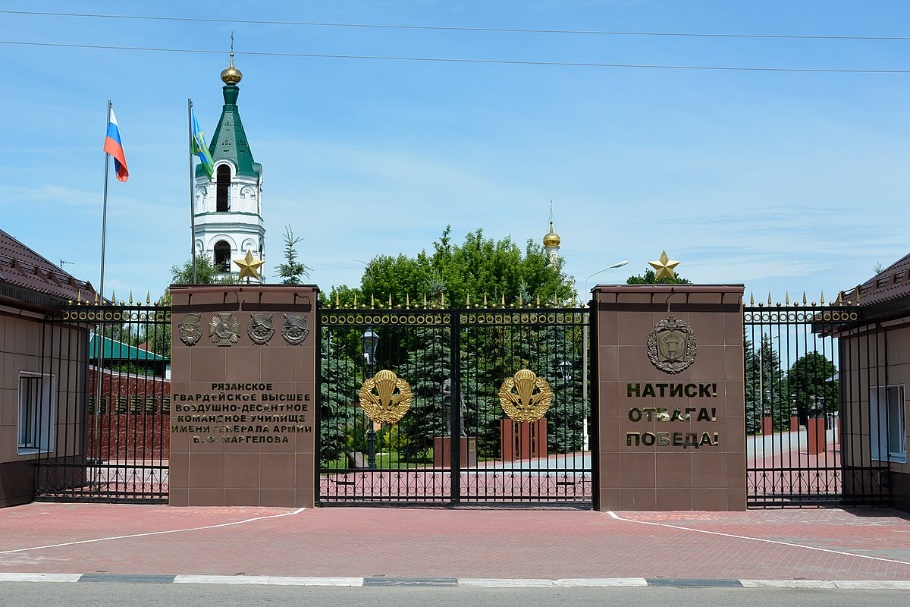 РЯЗАНСКОЕ
ГВАРДЕЙСКОЕ ВЫСШЕЕ
ВОЗДУШНО-ДЕСАНТНОЕ
КОМАНДНОЕ УЧИЛИЩЕ
ИМЕНИ ГЕНЕРАЛА АРМИИ
В.Ф. МАРГЕЛОВА
НАТИСК!
ОТВАГА!
ПОБЕДА!